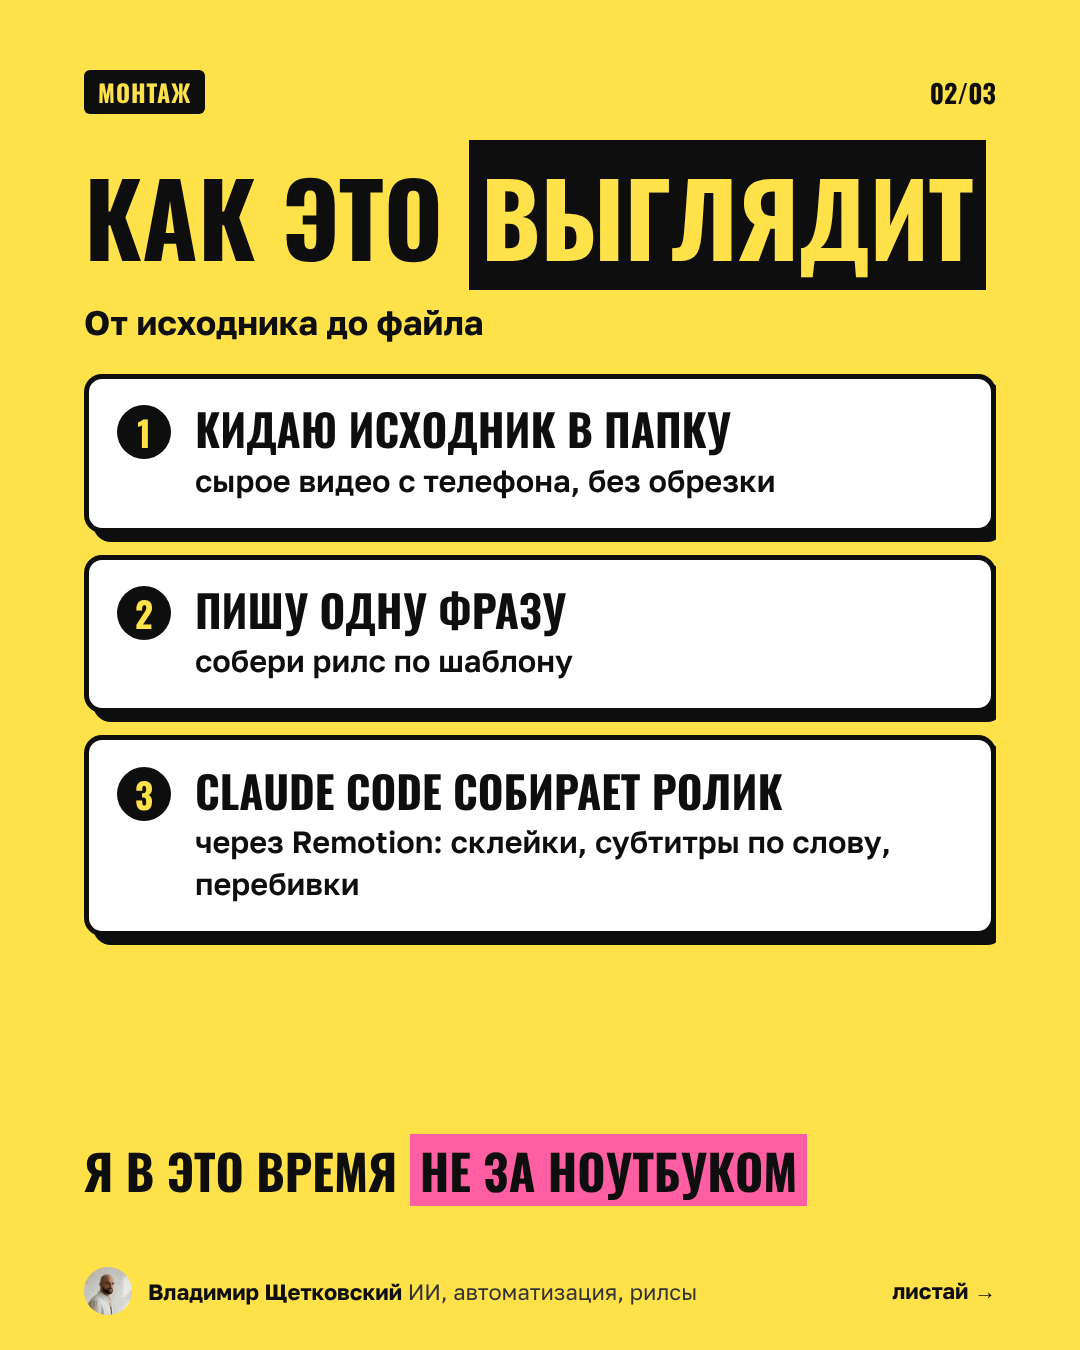 МОНТАЖ
02/03
КАК ЭТО ВЫГЛЯДИТ
От исходника до файла
1 КИДАЮ ИСХОДНИК В ПАПКУ
сырое видео с телефона, без обрезки
2 ПИШУ ОДНУ ФРАЗУ
собери рилс по шаблону
3 CLAUDE CODE СОБИРАЕТ РОЛИК
через Remotion: склейки, субтитры по слову,
перебивки
Я В ЭТО ВРЕМЯ НЕ ЗА НОУТБУКОМ
Владимир Щетковский ИИ, автоматизация, рилсы
листай →